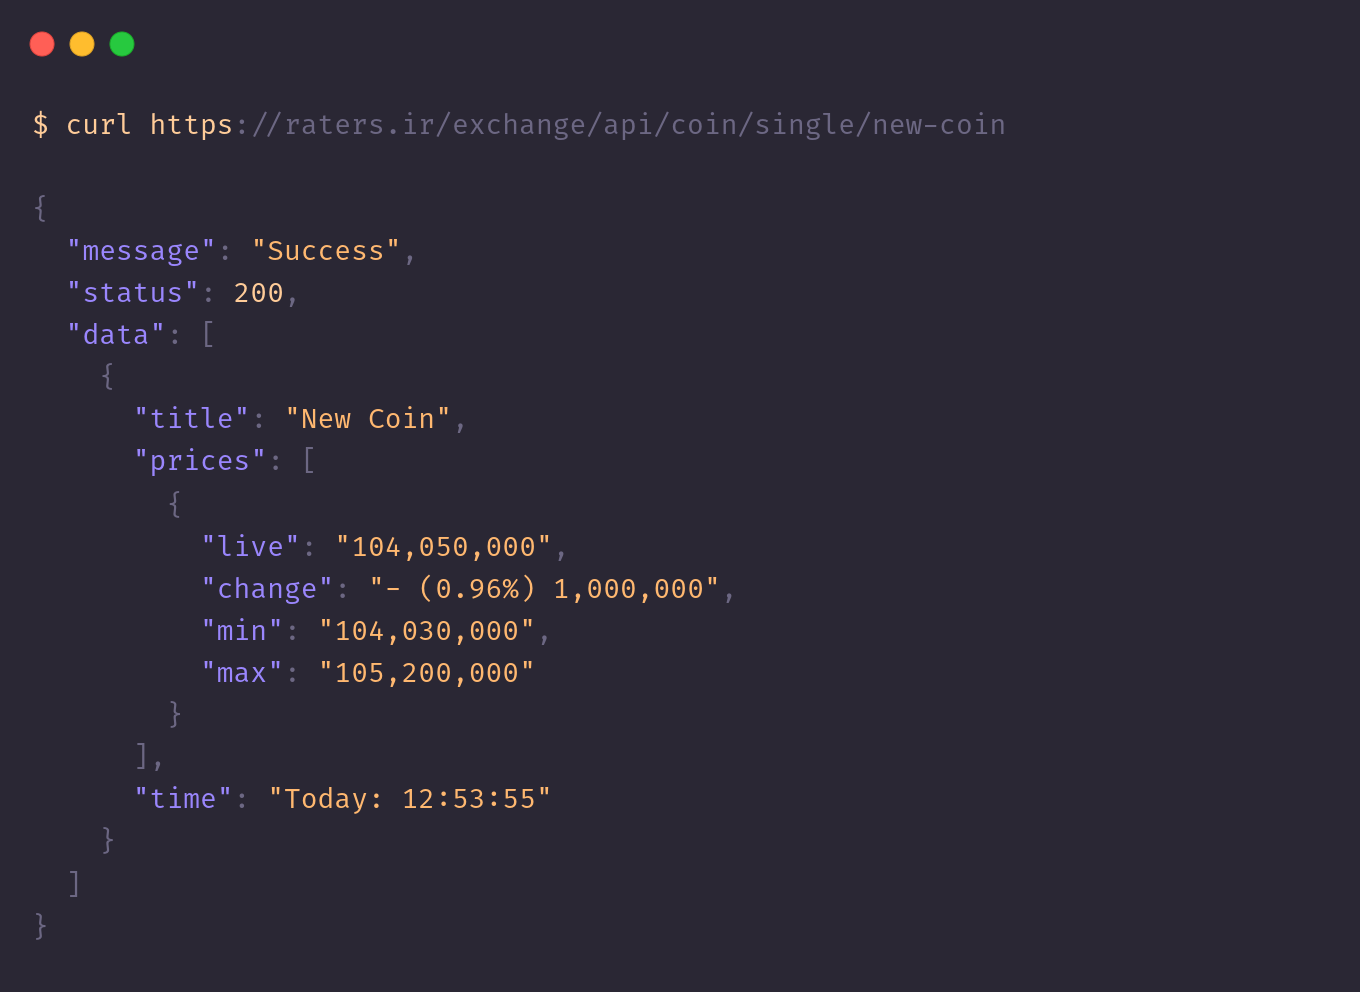 $ curl https://raters.ir/exchange/api/coin/single/new-coin
{
"message": "Success",
"status": 200,
"data": [
{
"title": "New Coin",
"prices": [
{
"live": "104,050,000",
"change": "- (0.96%) 1,000,000",
"min": "104,030,000",
"max": "105,200,000"
}
],
"time": "Today: 12:53:55"
}
]
}